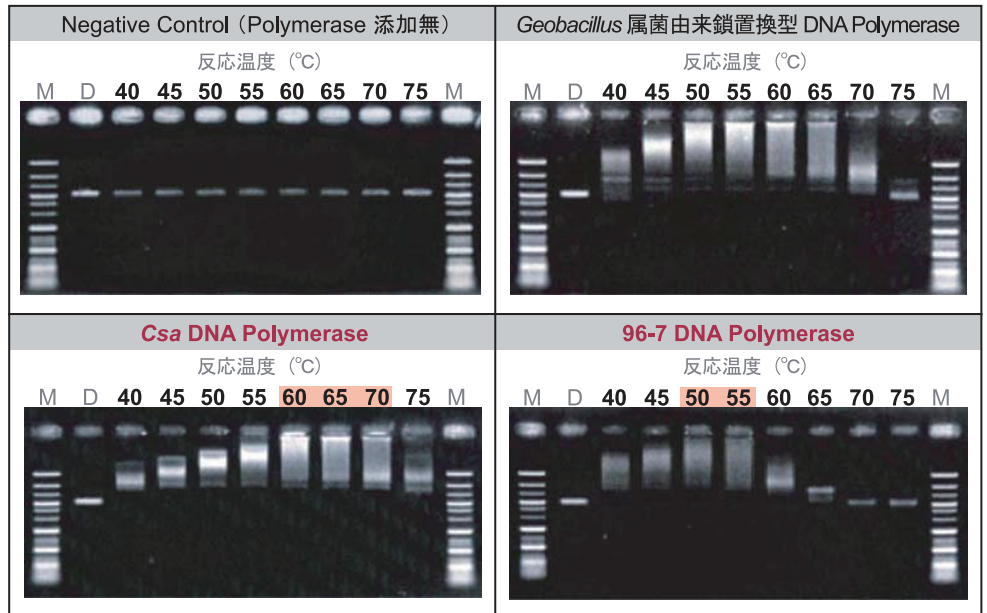 Negative Control（Polymerase 添加無）
反応温度（℃）
M D 40 45 50 55 60 65 70 75 M
Geobacillus 属菌由来鎖置換型 DNA Polymerase
反応温度（℃）
M D 40 45 50 55 60 65 70 75 M
Csa DNA Polymerase
反応温度（℃）
M D 40 45 50 55 60 65 70 75 M
96-7 DNA Polymerase
反応温度（℃）
M D 40 45 50 55 60 65 70 75 M